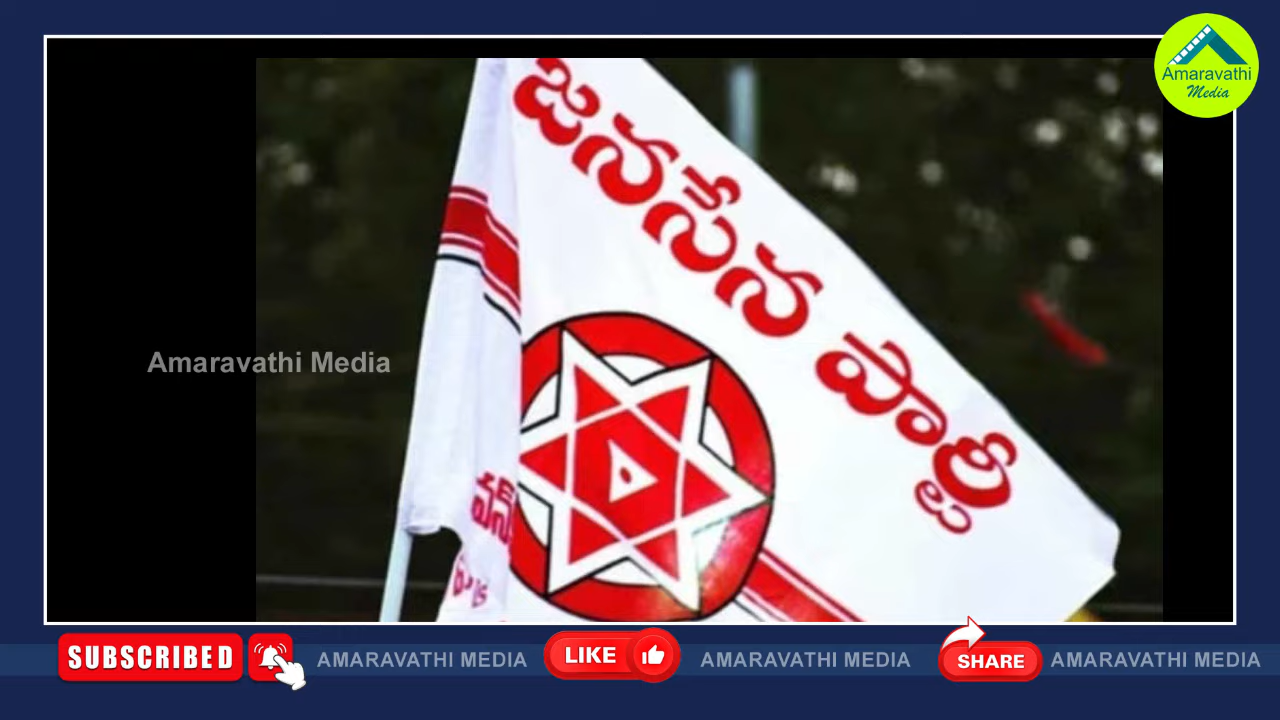 Amaravathi
Media
జనసేన పార్టీ
Amaravathi Media
SUBSCRIBED
AMARAVATHI MEDIA
LIKE
AMARAVATHI MEDIA
SHARE
AMARAVATHI MEDIA